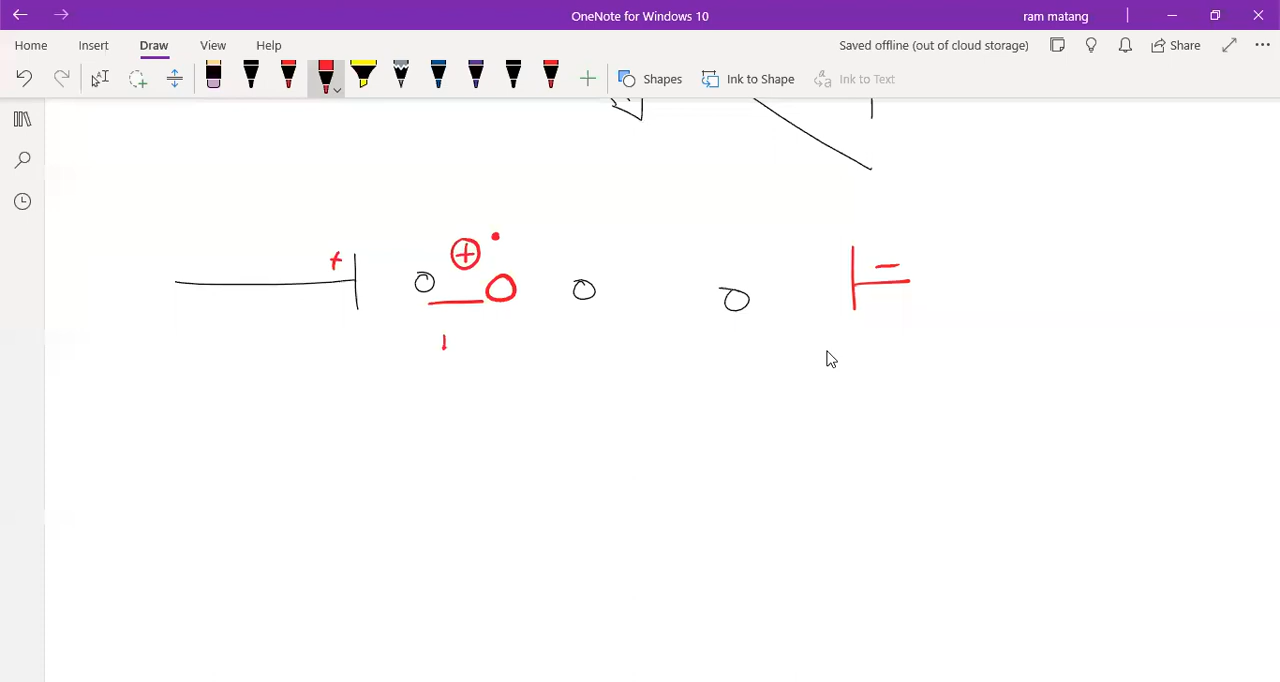 OneNote for Windows 10
ram matang
Home Insert Draw View Help
Saved offline (out of cloud storage)
Share
Shapes
Ink to Shape
Ink to Text
+
+